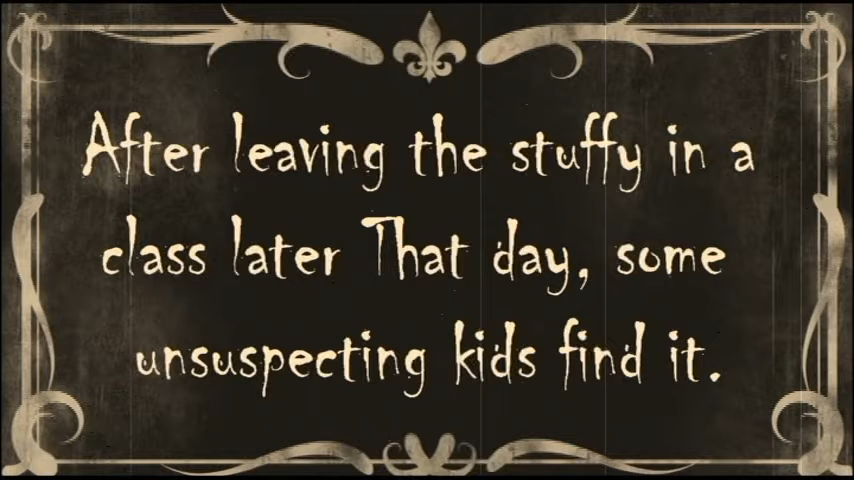 After leaving the stuffy in a
class later That day, some
unsuspecting kids find it.